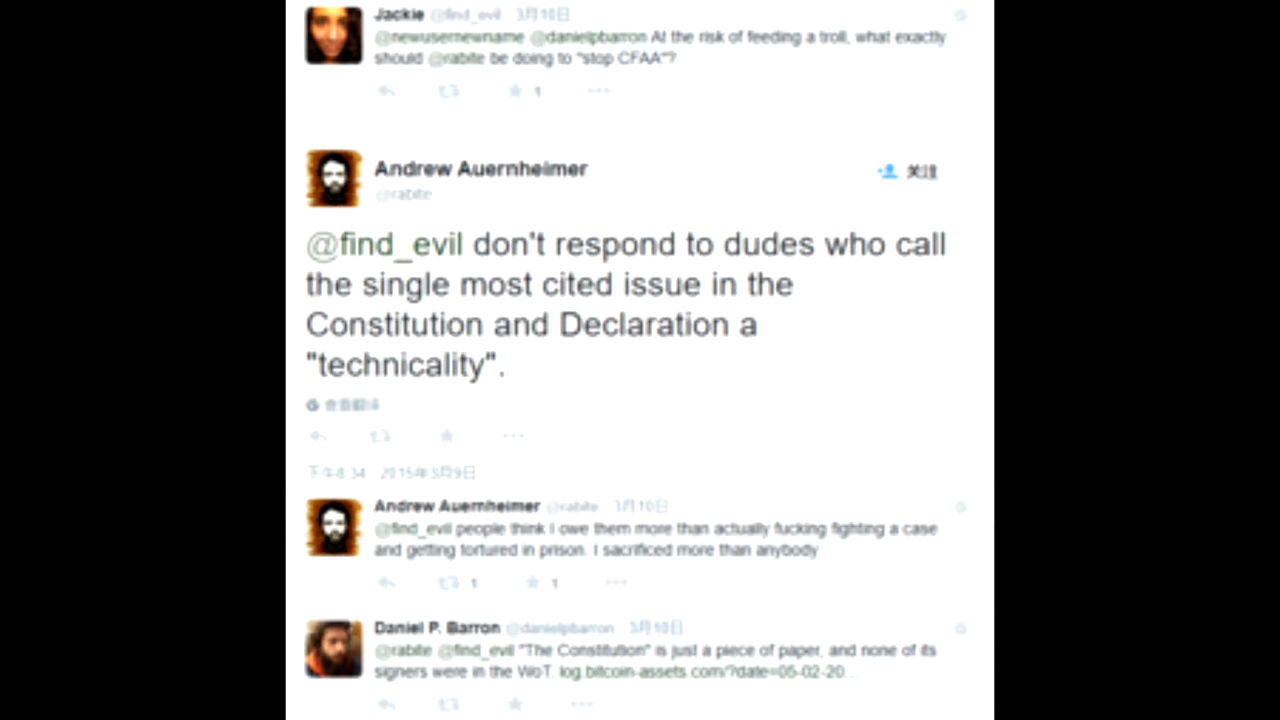 Jackie @find_evil 3月10日
@newusernewname @danielpbarron At the risk of feeding a troll, what exactly
should @rabite be doing to "stop CFAA"?
1
Andrew Auernheimer
关注
@rabite
@find_evil don't respond to dudes who call
the single most cited issue in the
Constitution and Declaration a
"technicality".
下午8:34 2015年3月9日
Andrew Auernheimer @rabite 3月10日
@find_evil people think I owe them more than actually fucking fighting a case
and getting tortured in prison. I sacrificed more than anybody
1 1
Daniel P. Barron @danielpbarron 3月10日
@rabite @find_evil "The Constitution" is just a piece of paper, and none of its
signers were in the WoT. log.bitcoin-assets.com/?date=05-02-20...